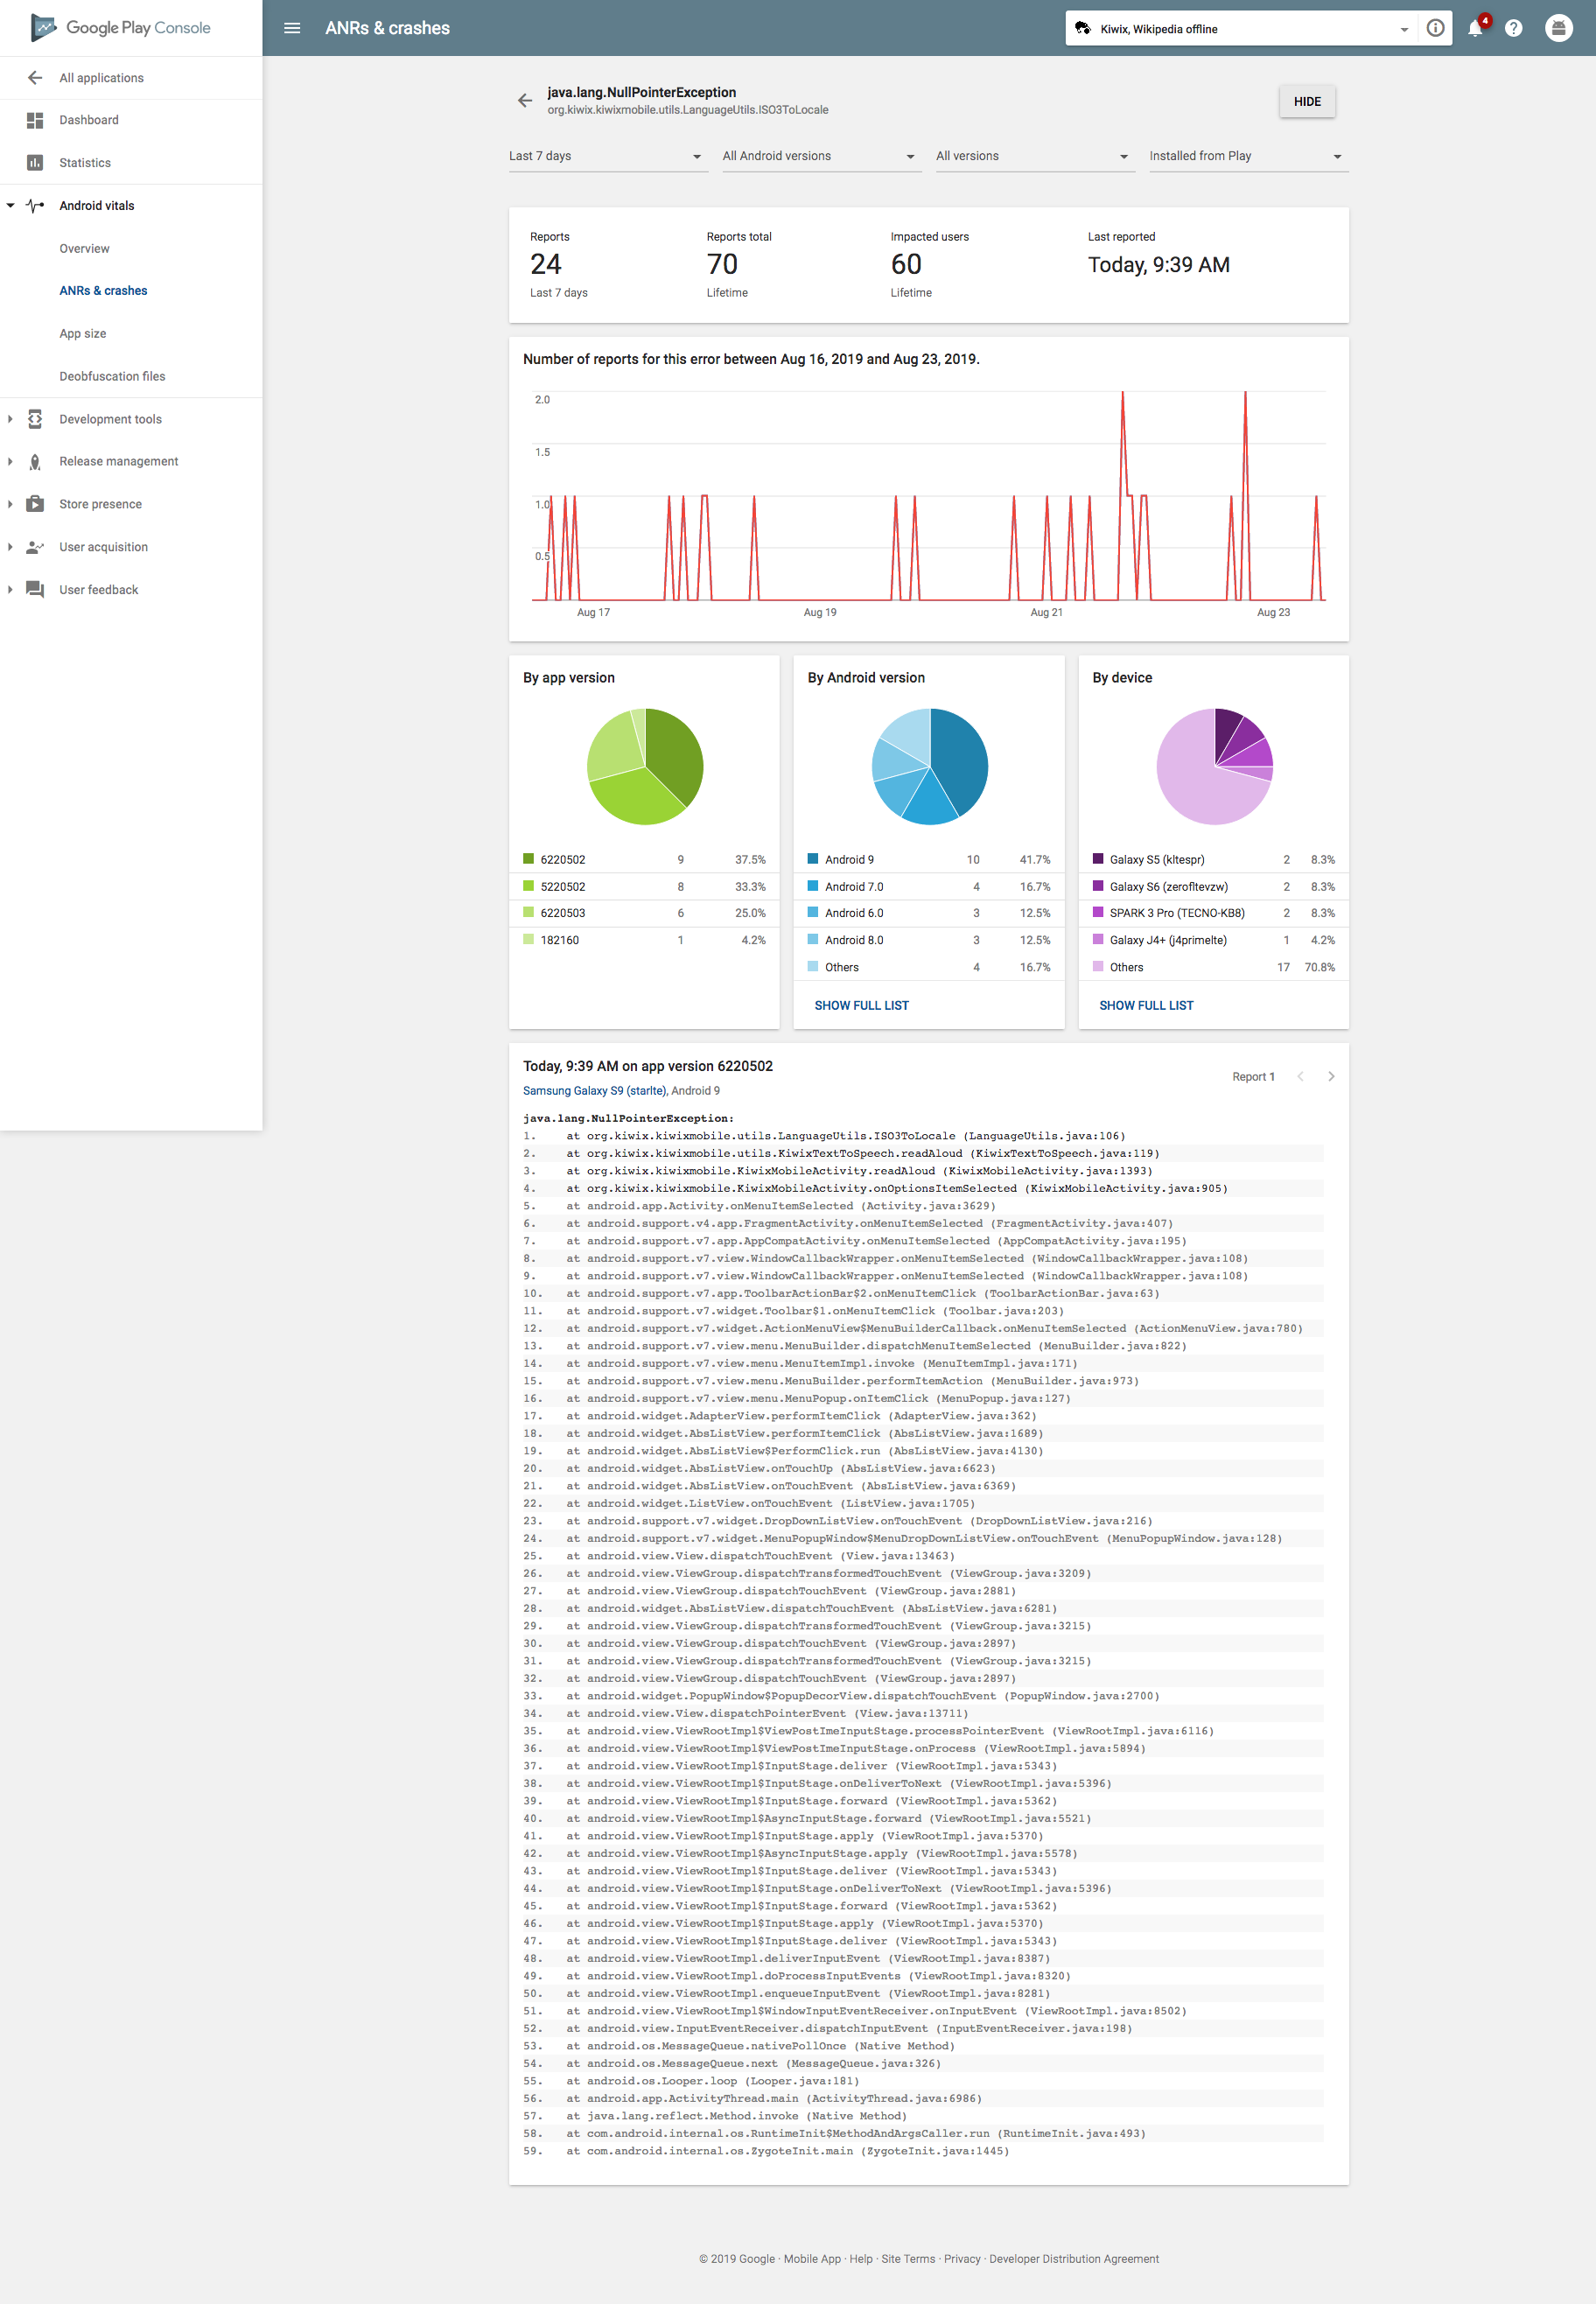 Google Play Console
ANRs & crashes
Kiwix, Wikipedia offline
4
All applications
Dashboard
Statistics
Android vitals
Overview
ANRs & crashes
App size
Deobfuscation files
Development tools
Release management
Store presence
User acquisition
User feedback
java.lang.NullPointerException
org.kiwix.kiwixmobile.utils.LanguageUtils.ISO3ToLocale
HIDE
Last 7 days
All Android versions
All versions
Installed from Play
Reports
24
Last 7 days
Reports total
70
Lifetime
Impacted users
60
Lifetime
Last reported
Today, 9:39 AM
Number of reports for this error between Aug 16, 2019 and Aug 23, 2019.
2.0
1.5
1.0
0.5
Aug 17 Aug 19 Aug 21 Aug 23
By app version
6220502 9 37.5%
5220502 8 33.3%
6220503 6 25.0%
182160 1 4.2%
By Android version
Android 9 10 41.7%
Android 7.0 4 16.7%
Android 6.0 3 12.5%
Android 8.0 3 12.5%
Others 4 16.7%
SHOW FULL LIST
By device
Galaxy S5 (kltespr) 2 8.3%
Galaxy S6 (zerofltevzw) 2 8.3%
SPARK 3 Pro (TECNO-KB8) 2 8.3%
Galaxy J4+ (j4primelte) 1 4.2%
Others 17 70.8%
SHOW FULL LIST
Today, 9:39 AM on app version 6220502
Samsung Galaxy S9 (starlte), Android 9
Report 1
java.lang.NullPointerException:
1. at org.kiwix.kiwixmobile.utils.LanguageUtils.ISO3ToLocale (LanguageUtils.java:106)
2. at org.kiwix.kiwixmobile.utils.KiwixTextToSpeech.readAloud (KiwixTextToSpeech.java:119)
3. at org.kiwix.kiwixmobile.KiwixMobileActivity.readAloud (KiwixMobileActivity.java:1393)
4. at org.kiwix.kiwixmobile.KiwixMobileActivity.onOptionsItemSelected (KiwixMobileActivity.java:905)
5. at android.app.Activity.onMenuItemSelected (Activity.java:3629)
6. at android.support.v4.app.FragmentActivity.onMenuItemSelected (FragmentActivity.java:407)
7. at android.support.v7.app.AppCompatActivity.onMenuItemSelected (AppCompatActivity.java:195)
8. at android.support.v7.view.WindowCallbackWrapper.onMenuItemSelected (WindowCallbackWrapper.java:108)
9. at android.support.v7.view.WindowCallbackWrapper.onMenuItemSelected (WindowCallbackWrapper.java:108)
10. at android.support.v7.app.ToolbarActionBar$2.onMenuItemClick (ToolbarActionBar.java:63)
11. at android.support.v7.widget.Toolbar$1.onMenuItemClick (Toolbar.java:203)
12. at android.support.v7.widget.ActionMenuView$MenuBuilderCallback.onMenuItemSelected (ActionMenuView.java:780)
13. at android.support.v7.view.menu.MenuBuilder.dispatchMenuItemSelected (MenuBuilder.java:822)
14. at android.support.v7.view.menu.MenuItemImpl.invoke (MenuItemImpl.java:171)
15. at android.support.v7.view.menu.MenuBuilder.performItemAction (MenuBuilder.java:973)
16. at android.support.v7.view.menu.MenuPopup.onItemClick (MenuPopup.java:127)
17. at android.widget.AdapterView.performItemClick (AdapterView.java:362)
18. at android.widget.AbsListView.performItemClick (AbsListView.java:1689)
19. at android.widget.AbsListView$PerformClick.run (AbsListView.java:4130)
20. at android.widget.AbsListView.onTouchUp (AbsListView.java:6623)
21. at android.widget.AbsListView.onTouchEvent (AbsListView.java:6369)
22. at android.widget.ListView.onTouchEvent (ListView.java:1705)
23. at android.support.v7.widget.DropDownListView.onTouchEvent (DropDownListView.java:216)
24. at android.support.v7.widget.MenuPopupWindow$MenuDropDownListView.onTouchEvent (MenuPopupWindow.java:128)
25. at android.view.View.dispatchTouchEvent (View.java:13463)
26. at android.view.ViewGroup.dispatchTransformedTouchEvent (ViewGroup.java:3209)
27. at android.view.ViewGroup.dispatchTouchEvent (ViewGroup.java:2881)
28. at android.widget.AbsListView.dispatchTouchEvent (AbsListView.java:6281)
29. at android.view.ViewGroup.dispatchTransformedTouchEvent (ViewGroup.java:3215)
30. at android.view.ViewGroup.dispatchTouchEvent (ViewGroup.java:2897)
31. at android.view.ViewGroup.dispatchTransformedTouchEvent (ViewGroup.java:3215)
32. at android.view.ViewGroup.dispatchTouchEvent (ViewGroup.java:2897)
33. at android.widget.PopupWindow$PopupDecorView.dispatchTouchEvent (PopupWindow.java:2700)
34. at android.view.View.dispatchPointerEvent (View.java:13711)
35. at android.view.ViewRootImpl$ViewPostImeInputStage.processPointerEvent (ViewRootImpl.java:6116)
36. at android.view.ViewRootImpl$ViewPostImeInputStage.onProcess (ViewRootImpl.java:5894)
37. at android.view.ViewRootImpl$InputStage.deliver (ViewRootImpl.java:5343)
38. at android.view.ViewRootImpl$InputStage.onDeliverToNext (ViewRootImpl.java:5396)
39. at android.view.ViewRootImpl$InputStage.forward (ViewRootImpl.java:5362)
40. at android.view.ViewRootImpl$AsyncInputStage.forward (ViewRootImpl.java:5521)
41. at android.view.ViewRootImpl$InputStage.apply (ViewRootImpl.java:5370)
42. at android.view.ViewRootImpl$AsyncInputStage.apply (ViewRootImpl.java:5578)
43. at android.view.ViewRootImpl$InputStage.deliver (ViewRootImpl.java:5343)
44. at android.view.ViewRootImpl$InputStage.onDeliverToNext (ViewRootImpl.java:5396)
45. at android.view.ViewRootImpl$InputStage.forward (ViewRootImpl.java:5362)
46. at android.view.ViewRootImpl$InputStage.apply (ViewRootImpl.java:5370)
47. at android.view.ViewRootImpl$InputStage.deliver (ViewRootImpl.java:5343)
48. at android.view.ViewRootImpl.deliverInputEvent (ViewRootImpl.java:8387)
49. at android.view.ViewRootImpl.doProcessInputEvents (ViewRootImpl.java:8320)
50. at android.view.ViewRootImpl.enqueueInputEvent (ViewRootImpl.java:8281)
51. at android.view.ViewRootImpl$WindowInputEventReceiver.onInputEvent (ViewRootImpl.java:8502)
52. at android.view.InputEventReceiver.dispatchInputEvent (InputEventReceiver.java:198)
53. at android.os.MessageQueue.nativePollOnce (Native Method)
54. at android.os.MessageQueue.next (MessageQueue.java:326)
55. at android.os.Looper.loop (Looper.java:181)
56. at android.app.ActivityThread.main (ActivityThread.java:6986)
57. at java.lang.reflect.Method.invoke (Native Method)
58. at com.android.internal.os.RuntimeInit$MethodAndArgsCaller.run (RuntimeInit.java:493)
59. at com.android.internal.os.ZygoteInit.main (ZygoteInit.java:1445)
© 2019 Google · Mobile App · Help · Site Terms · Privacy · Developer Distribution Agreement